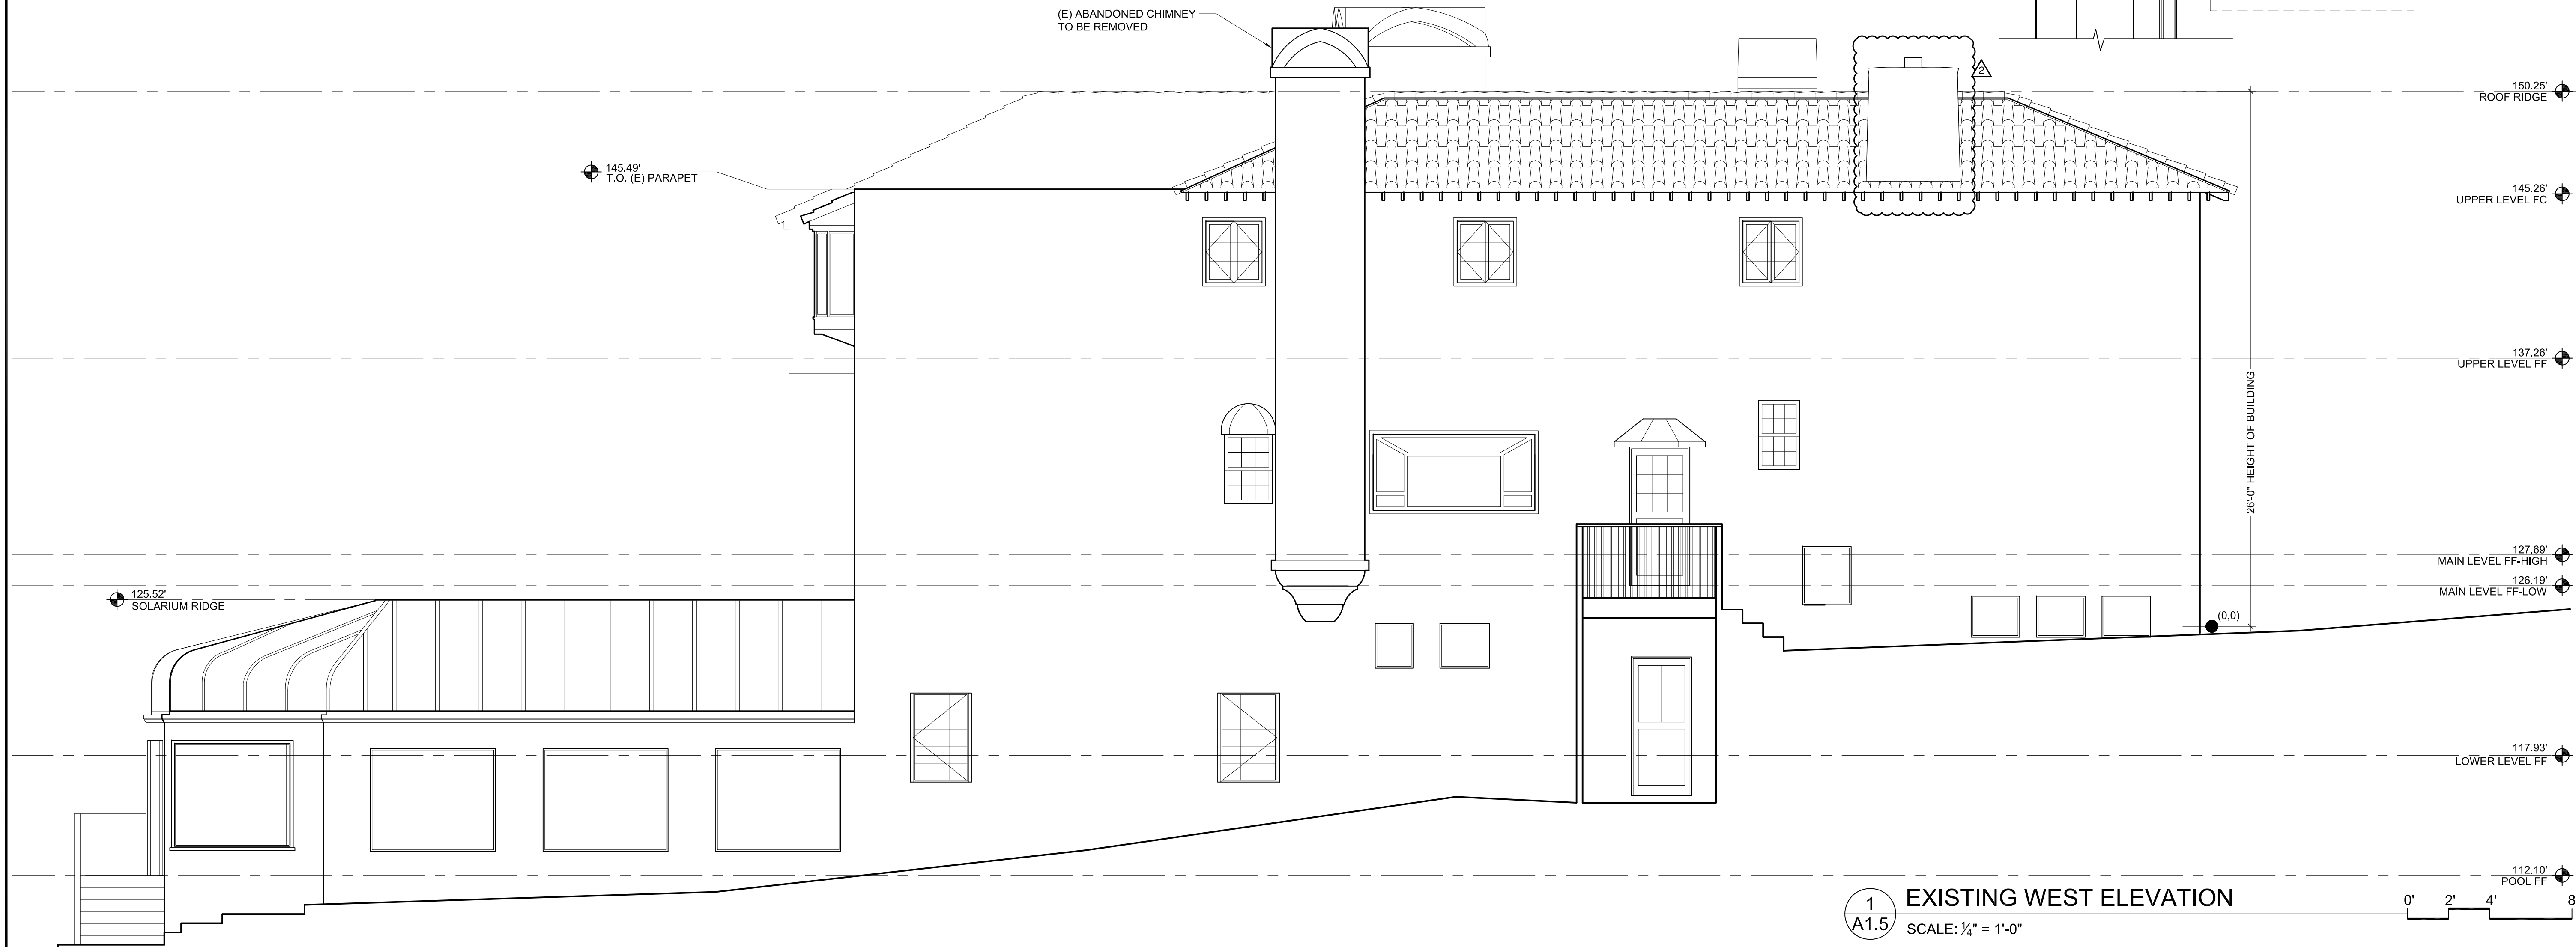 (E) ABANDONED CHIMNEY
TO BE REMOVED
2
150.25'
ROOF RIDGE
145.49'
T.O. (E) PARAPET
145.26'
UPPER LEVEL FC
137.26'
UPPER LEVEL FF
26'-0" HEIGHT OF BUILDING
127.69'
MAIN LEVEL FF-HIGH
126.19'
MAIN LEVEL FF-LOW
125.52'
SOLARIUM RIDGE
(0,0)
117.93'
LOWER LEVEL FF
112.10'
POOL FF
1
A1.5
EXISTING WEST ELEVATION
SCALE: ¼" = 1'-0"
0' 2' 4' 8